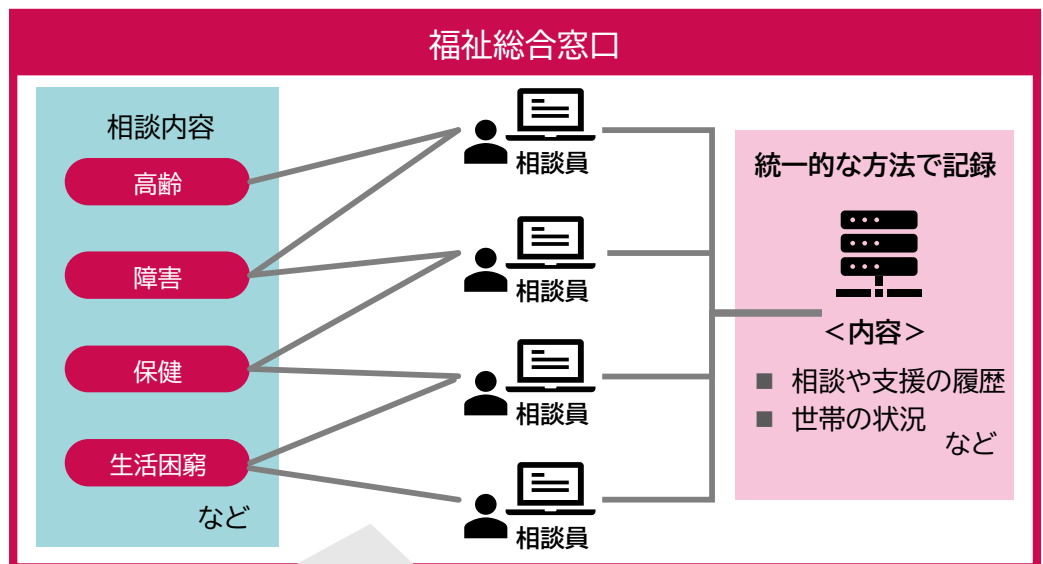 福祉総合窓口
相談内容
高齢
障害
保健
生活困窮
など
相談員
相談員
相談員
相談員
統一的な方法で記録
＜内容＞
■ 相談や支援の履歴
■ 世帯の状況
など